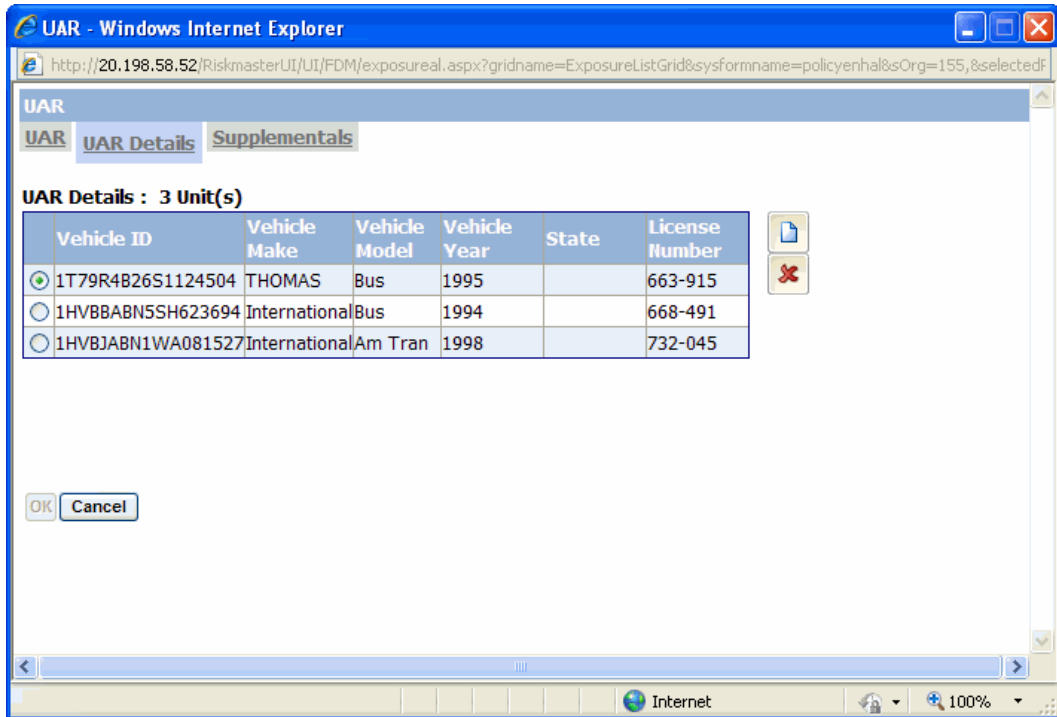 UAR - Windows Internet Explorer
http://20.198.58.52/RiskmasterUI/UI/FDM/exposureal.aspx?gridname=ExposureListGrid&sysformname=policyenhal&sOrg=155,&selectedF
UAR
UAR UAR Details Supplementals
UAR Details : 3 Unit(s)
Vehicle ID Vehicle Make Vehicle Model Vehicle Year State License Number
1T79R4B26S1124504 THOMAS Bus 1995 663-915
1HVBBABN5SH623694 International Bus 1994 668-491
1HVBJABN1WA081527 International Am Tran 1998 732-045
OK Cancel
Internet 100%